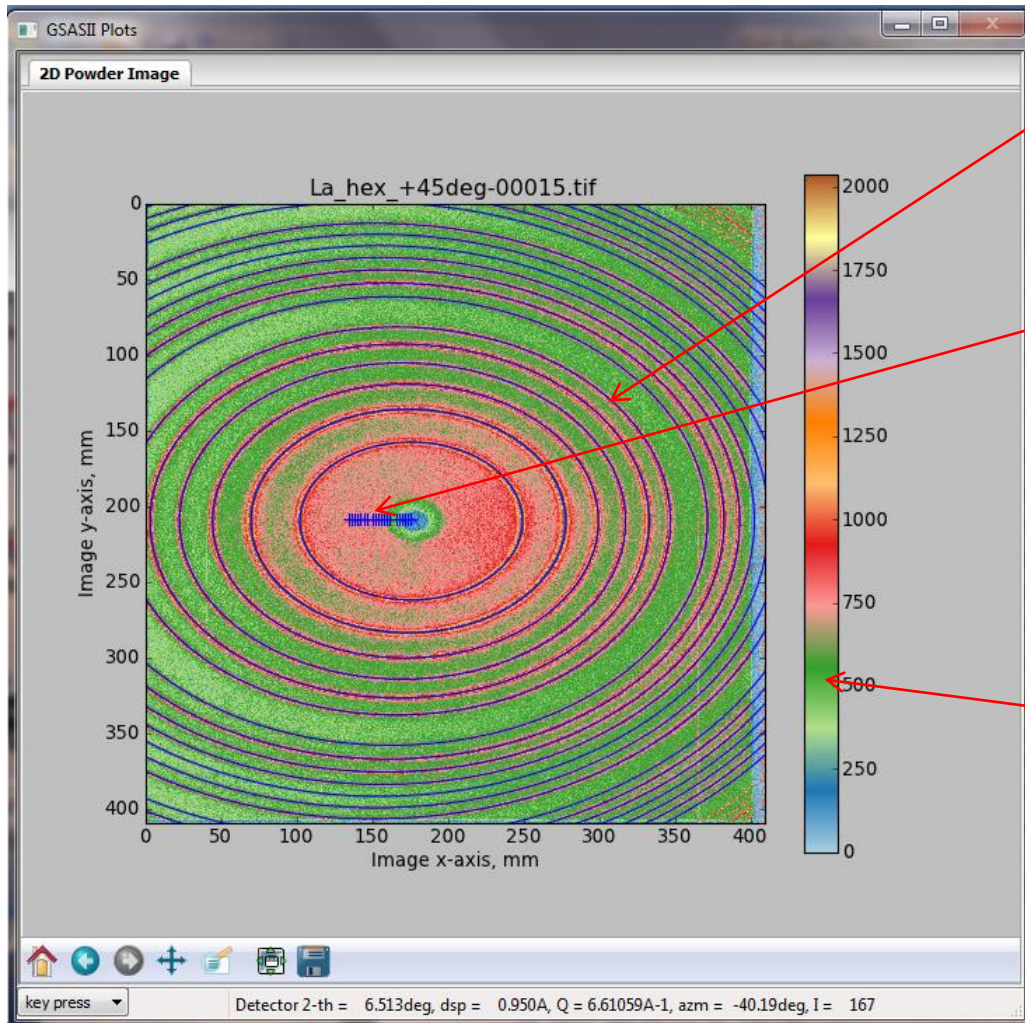 GSASII Plots
2D Powder Image
La_hex_+45deg-00015.tif
0
50
100
150
200
250
300
350
400
Image y-axis, mm
0 50 100 150 200 250 300 350 400
Image x-axis, mm
2000
1750
1500
1250
1000
750
500
250
0
key press
Detector 2-th = 6.513deg, dsp = 0.950A, Q = 6.61059A-1, azm = -40.19deg, I = 167